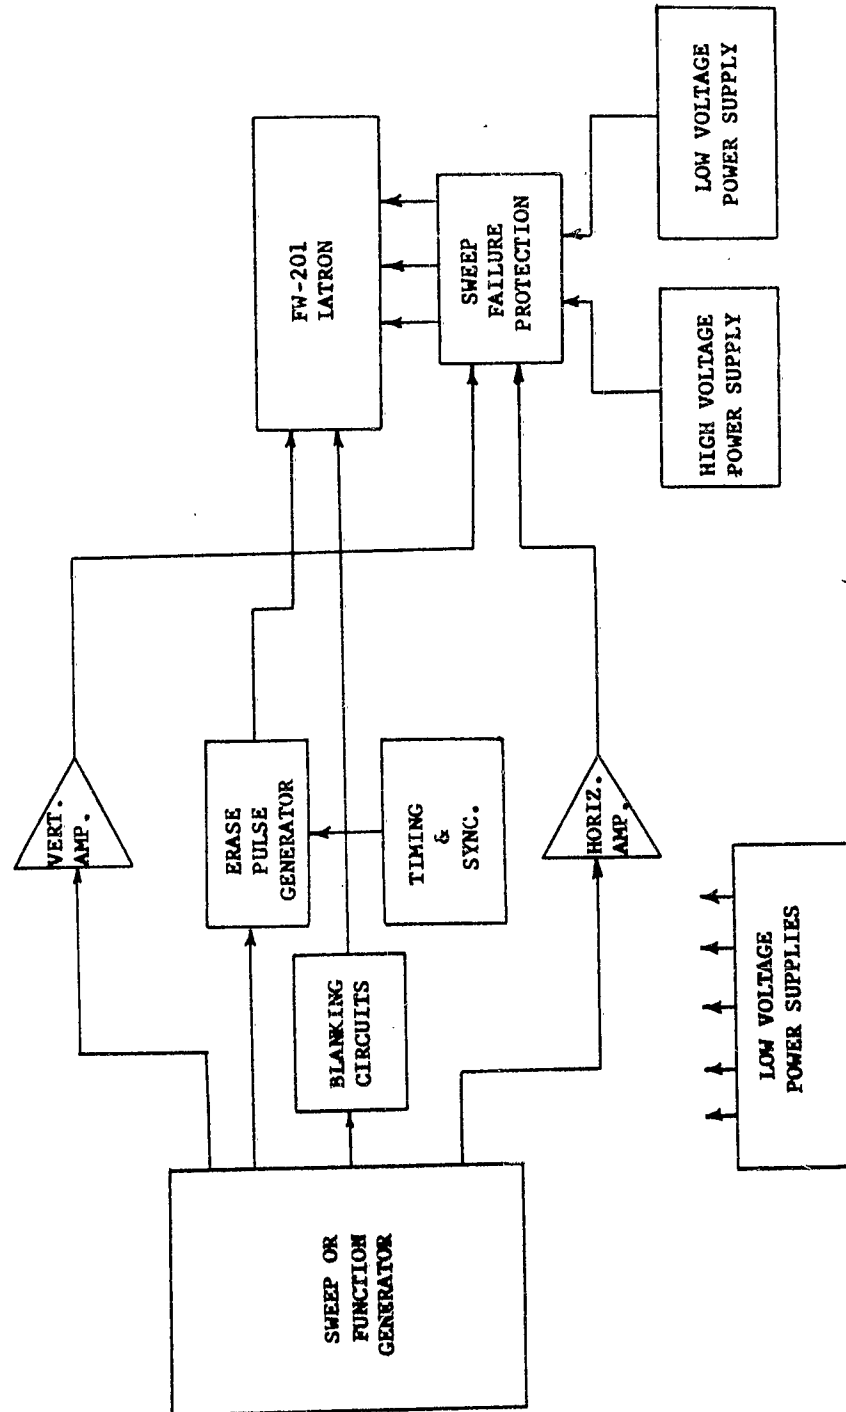 SWEEP OR
FUNCTION
GENERATOR
VERT.
AMP.
ERASE
PULSE
GENERATOR
BLANKING
CIRCUITS
TIMING
&
SYNC.
HORIZ.
AMP.
LOW VOLTAGE
POWER SUPPLIES
FW-201
IATRON
SWEEP
FAILURE
PROTECTION
HIGH VOLTAGE
POWER SUPPLY
LOW VOLTAGE
POWER SUPPLY